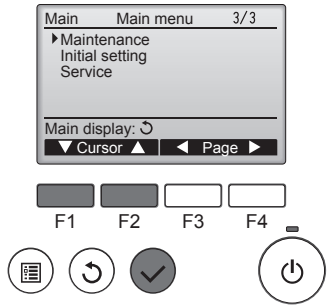 Main Main menu 3/3
Maintenance
Initial setting
Service
Main display:
Cursor Page
F1 F2 F3 F4